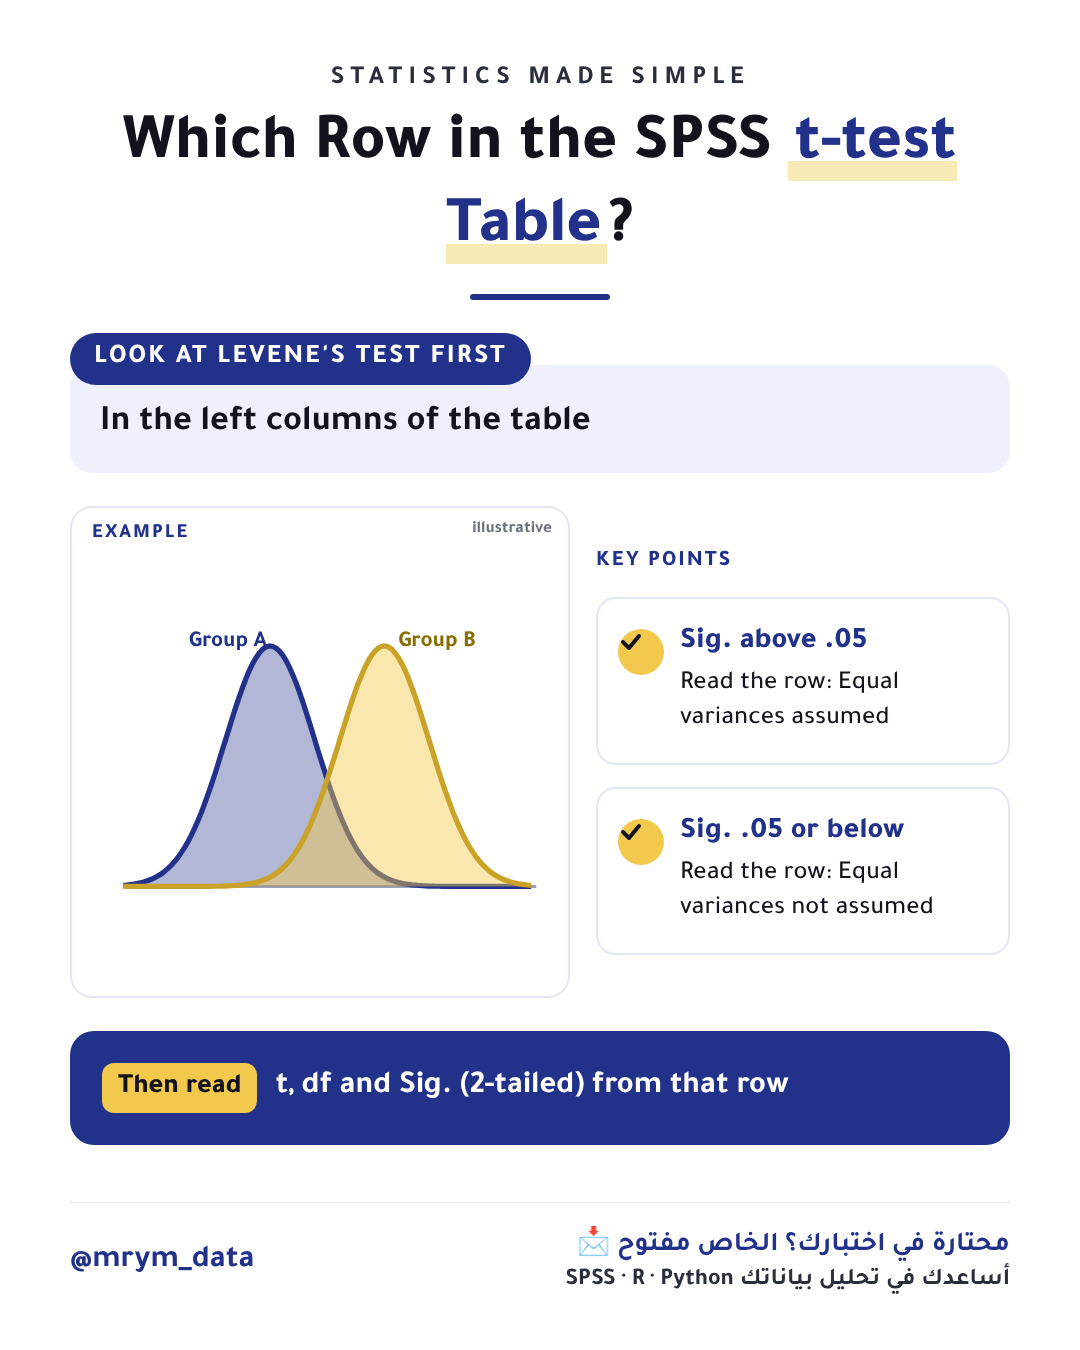 STATISTICS MADE SIMPLE
Which Row in the SPSS t-test
Table?
LOOK AT LEVENE'S TEST FIRST
In the left columns of the table
EXAMPLE
illustrative
Group A
Group B
KEY POINTS
Sig. above .05
Read the row: Equal
variances assumed
Sig. .05 or below
Read the row: Equal
variances not assumed
Then read t, df and Sig. (2-tailed) from that row
@mrym_data
محتارة في اختبارك؟ الخاص مفتوح 📩
أساعدك في تحليل بياناتك SPSS · R · Python